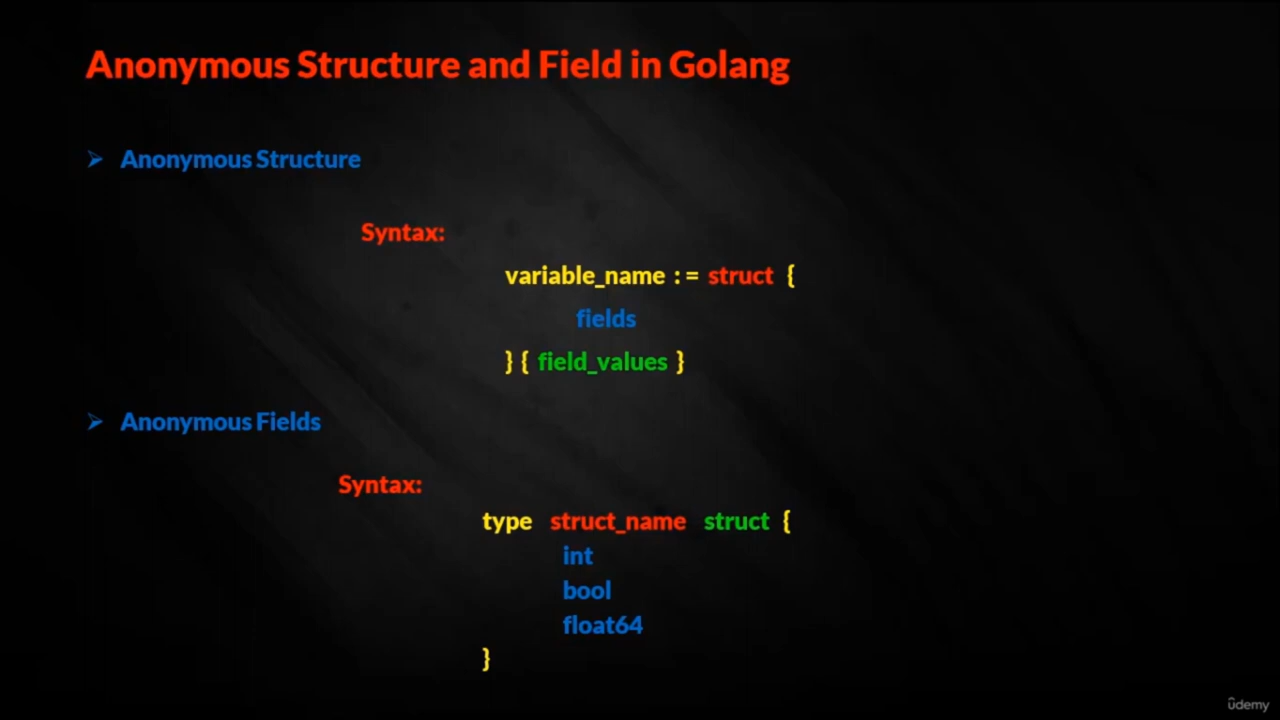 Anonymous Structure and Field in Golang
➢ Anonymous Structure
Syntax:
variable_name := struct {
fields
} { field_values }
➢ Anonymous Fields
Syntax:
type struct_name struct {
int
bool
float64
}
ûdemy